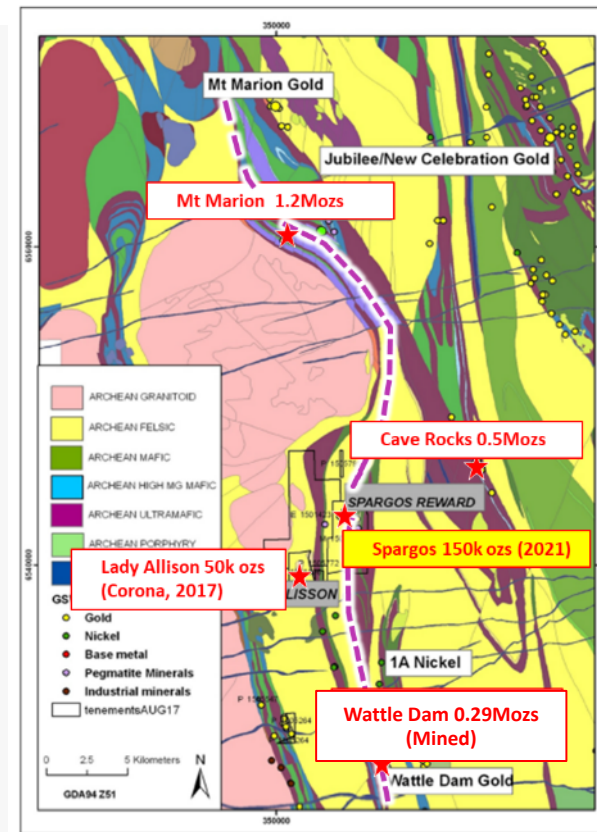 350000
Mt Marion Gold
Jubilee/New Celebration Gold
Mt Marion 1.2Mozs
6560000
ARCHEAN GRANITOID
ARCHEAN FELSIC
ARCHEAN MAFIC
ARCHEAN HIGH MG MAFIC
ARCHEAN ULTRAMAFIC
ARCHEAN PORPHYRY
Cave Rocks 0.5Mozs
SPARGOS REWARD
Spargos 150k ozs (2021)
6540000
Lady Allison 50k ozs
(Corona, 2017)
LISSON
Gold
Nickel
Base metal
Pegmatite Minerals
Industrial minerals
tenementsAUG17
1A Nickel
Wattle Dam 0.29Mozs
(Mined)
Wattle Dam Gold
0 2.5 5 Kilometers
N
GDA94 Z51
350000